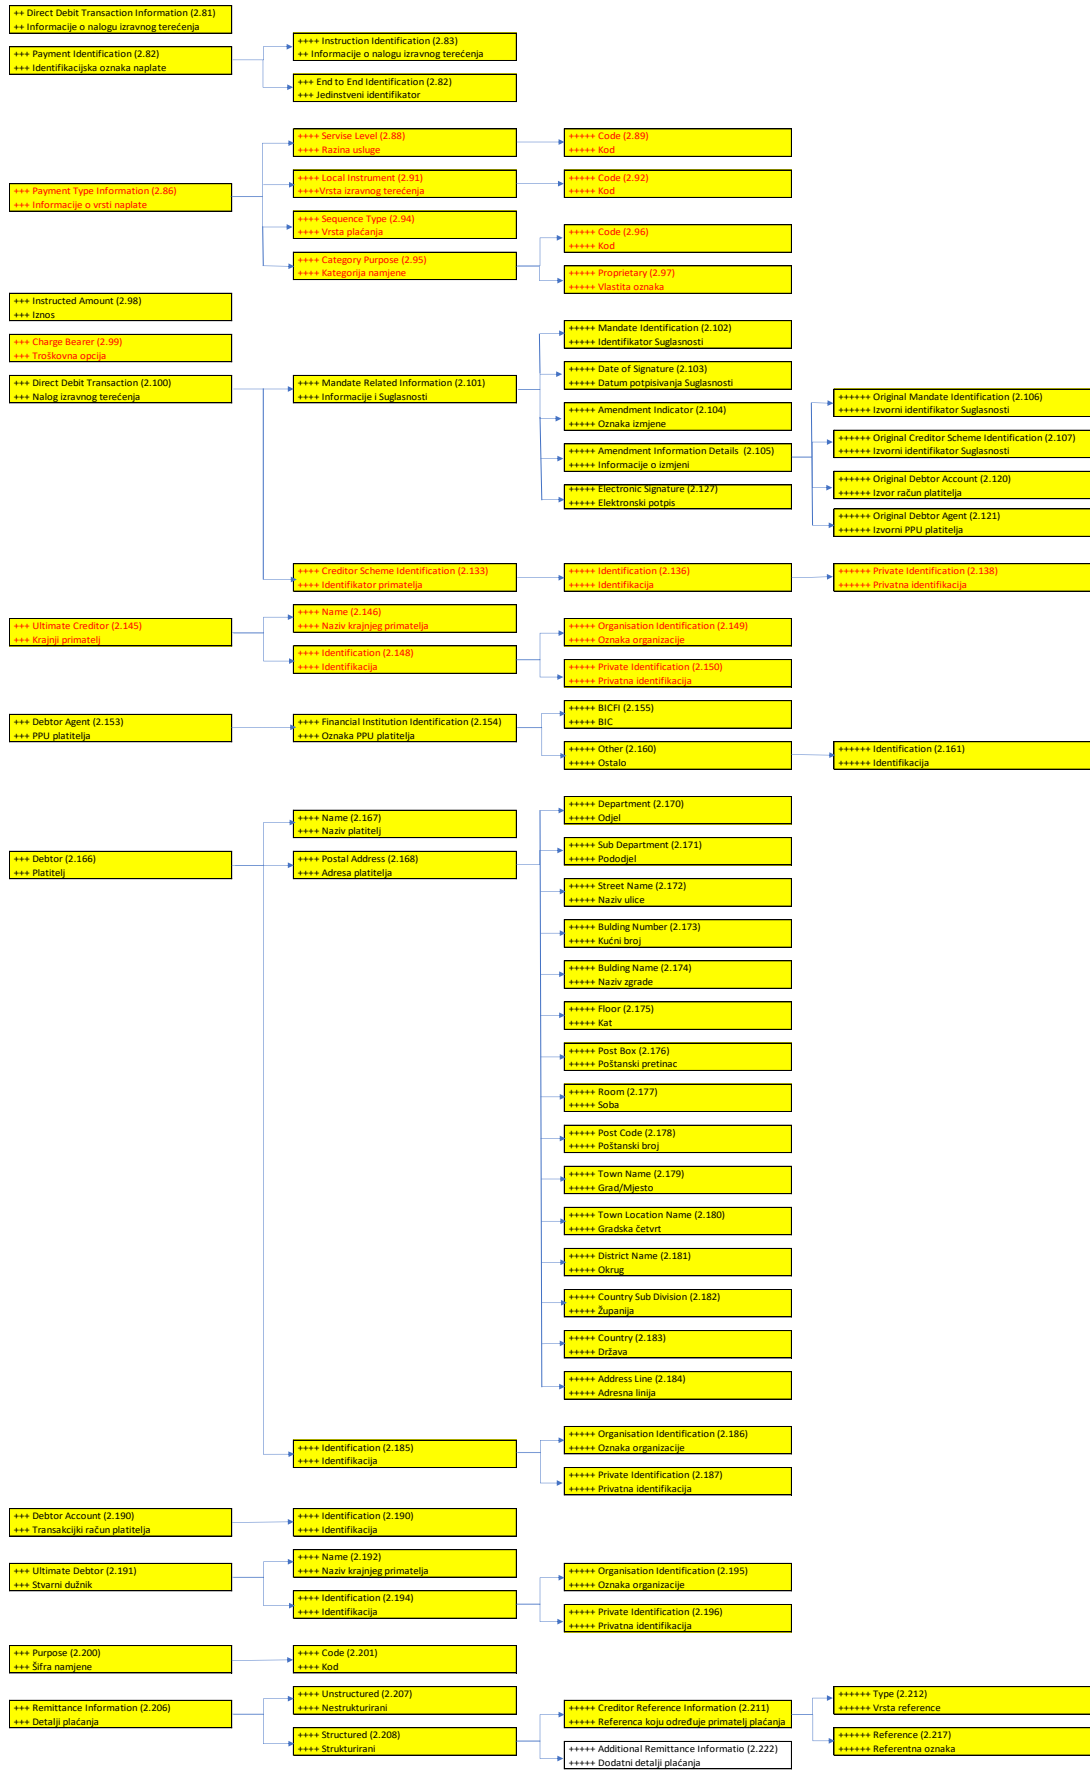 ++ Direct Debit Transaction Information (2.81)
++ Informacije o nalogu izravnog terećenja
+++ Payment Identification (2.82)
+++ Identifikacijska oznaka naplate
++++ Instruction Identification (2.83)
++ Informacije o nalogu izravnog terećenja
+++ End to End Identification (2.82)
+++ Jedinstveni identifikator
+++ Payment Type Information (2.86)
+++ Informacije o vrsti naplate
++++ Servise Level (2.88)
++++ Razina usluge
+++++ Code (2.89)
+++++ Kod
++++ Local Instrument (2.91)
++++Vrsta izravnog terećenja
+++++ Code (2.92)
+++++ Kod
++++ Sequence Type (2.94)
++++ Vrsta plaćanja
++++ Category Purpose (2.95)
++++ Kategorija namjene
+++++ Code (2.96)
+++++ Kod
+++++ Proprietary (2.97)
+++++ Vlastita oznaka
+++ Instructed Amount (2.98)
+++ Iznos
+++ Charge Bearer (2.99)
+++ Troškovna opcija
+++ Direct Debit Transaction (2.100)
+++ Nalog izravnog terećenja
++++ Mandate Related Information (2.101)
++++ Informacije i Suglasnosti
+++++ Mandate Identification (2.102)
+++++ Identifikator Suglasnosti
+++++ Date of Signature (2.103)
+++++ Datum potpisivanja Suglasnosti
+++++ Amendment Indicator (2.104)
+++++ Oznaka izmjene
+++++ Amendment Information Details  (2.105)
+++++ Informacije o izmjeni
++++++ Original Mandate Identification (2.106)
++++++ Izvorni identifikator Suglasnosti
++++++ Original Creditor Scheme Identification (2.107)
++++++ Izvorni identifikator Suglasnosti
++++++ Original Debtor Account (2.120)
++++++ Izvor račun platitelja
++++++ Original Debtor Agent (2.121)
++++++ Izvorni PPU platitelja
+++++ Electronic Signature (2.127)
+++++ Elektronski potpis
++++ Creditor Scheme Identification (2.133)
++++ Identifikator primatelja
+++++ Identification (2.136)
+++++ Identifikacija
++++++ Private Identification (2.138)
++++++ Privatna identifikacija
+++ Ultimate Creditor (2.145)
+++ Krajnji primatelj
++++ Name (2.146)
++++ Naziv krajnjeg primatelja
++++ Identification (2.148)
++++ Identifikacija
+++++ Organisation Identification (2.149)
+++++ Oznaka organizacije
+++++ Private Identification (2.150)
+++++ Privatna identifikacija
+++ Debtor Agent (2.153)
+++ PPU platitelja
++++ Financial Institution Identification (2.154)
++++ Oznaka PPU platitelja
+++++ BICFI (2.155)
+++++ BIC
+++++ Other (2.160)
+++++ Ostalo
++++++ Identification (2.161)
++++++ Identifikacija
+++ Debtor (2.166)
+++ Platitelj
++++ Name (2.167)
++++ Naziv platitelj
++++ Postal Address (2.168)
++++ Adresa platitelja
+++++ Department (2.170)
+++++ Odjel
+++++ Sub Department (2.171)
+++++ Pododjel
+++++ Street Name (2.172)
+++++ Naziv ulice
+++++ Bulding Number (2.173)
+++++ Kućni broj
+++++ Bulding Name (2.174)
+++++ Naziv zgrade
+++++ Floor (2.175)
+++++ Kat
+++++ Post Box (2.176)
+++++ Poštanski pretinac
+++++ Room (2.177)
+++++ Soba
+++++ Post Code (2.178)
+++++ Poštanski broj
+++++ Town Name (2.179)
+++++ Grad/Mjesto
+++++ Town Location Name (2.180)
+++++ Gradska četvrt
+++++ District Name (2.181)
+++++ Okrug
+++++ Country Sub Division (2.182)
+++++ Županija
+++++ Country (2.183)
+++++ Država
+++++ Address Line (2.184)
+++++ Adresna linija
++++ Identification (2.185)
++++ Identifikacija
+++++ Organisation Identification (2.186)
+++++ Oznaka organizacije
+++++ Private Identification (2.187)
+++++ Privatna identifikacija
+++ Debtor Account (2.190)
+++ Transakcijki račun platitelja
++++ Identification (2.190)
++++ Identifikacija
+++ Ultimate Debtor (2.191)
+++ Stvarni dužnik
++++ Name (2.192)
++++ Naziv krajnjeg primatelja
++++ Identification (2.194)
++++ Identifikacija
+++++ Organisation Identification (2.195)
+++++ Oznaka organizacije
+++++ Private Identification (2.196)
+++++ Privatna identifikacija
+++ Purpose (2.200)
+++ Šifra namjene
++++ Code (2.201)
++++ Kod
+++ Remittance Information (2.206)
+++ Detalji plaćanja
++++ Unstructured (2.207)
++++ Nestrukturirani
++++ Structured (2.208)
++++ Strukturirani
+++++ Creditor Reference Information (2.211)
+++++ Referenca koju određuje primatelj plaćanja
++++++ Type (2.212)
++++++ Vrsta reference
++++++ Reference (2.217)
++++++ Referentna oznaka
+++++ Additional Remittance Informatio (2.222)
+++++ Dodatni detalji plaćanja